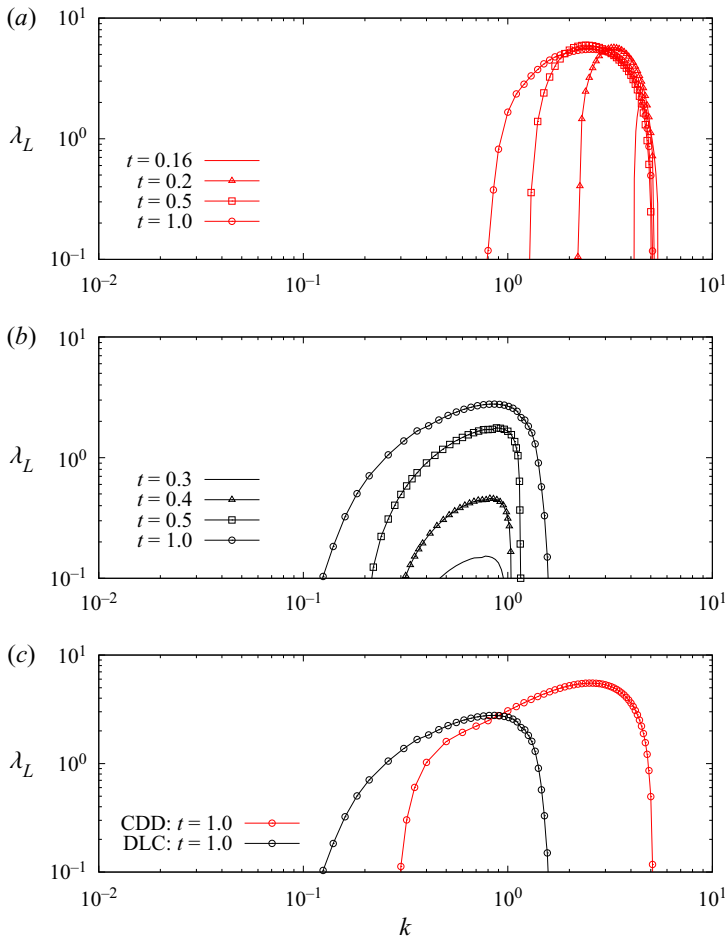 (a)
10^1
10^0
10^{-1}
λ_L
t = 0.16
t = 0.2
t = 0.5
t = 1.0
10^{-2} 10^{-1} 10^0 10^1
(b)
10^1
10^0
10^{-1}
λ_L
t = 0.3
t = 0.4
t = 0.5
t = 1.0
10^{-2} 10^{-1} 10^0 10^1
(c)
10^1
10^0
10^{-1}
λ_L
CDD: t = 1.0
DLC: t = 1.0
10^{-2} 10^{-1} 10^0 10^1
k